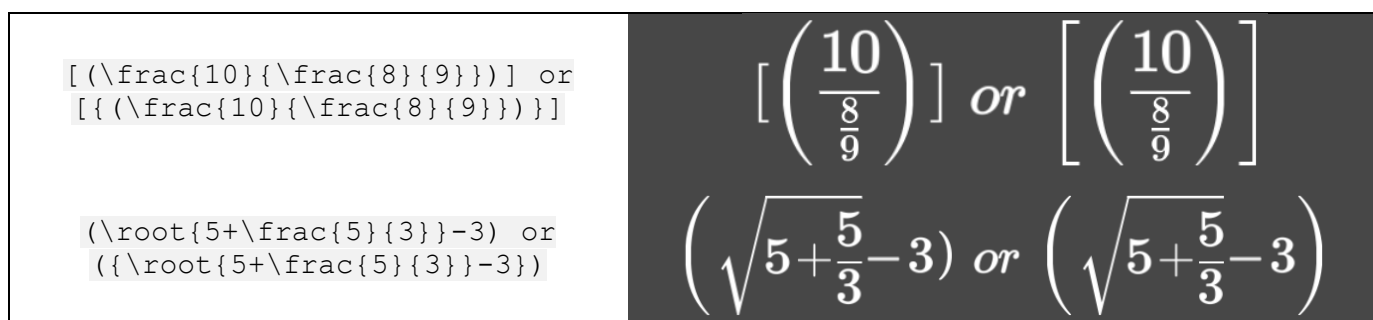 [(\frac{10}{\frac{8}{9}})] or
[{(\frac{10}{\frac{8}{9}})}]
[(10/(8/9))] or [(10/(8/9))]
(\root{5+\frac{5}{3}}-3) or
({\root{5+\frac{5}{3}}-3})
(√5+5/3−3) or (√5+5/3−3)